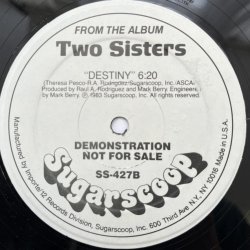 FROM THE ALBUM
Two Sisters
"DESTINY" 6:20
(Theresa Pesco-R.A. Rodriguez Sugarscoop, Inc./ASCAP)
Produced by Raul A. Rodriguez and Mark Berry, Engineered
by Mark Berry. Ⓟ 1983 Sugarscoop, Inc. All rights reserved.
DEMONSTRATION
NOT FOR SALE
SS-427B
Sugarscoop
Manufactured by Importe/12 Records Division, Sugarscoop, Inc. 600 Third Ave N.Y., NY 10016 Made in U.S.A.